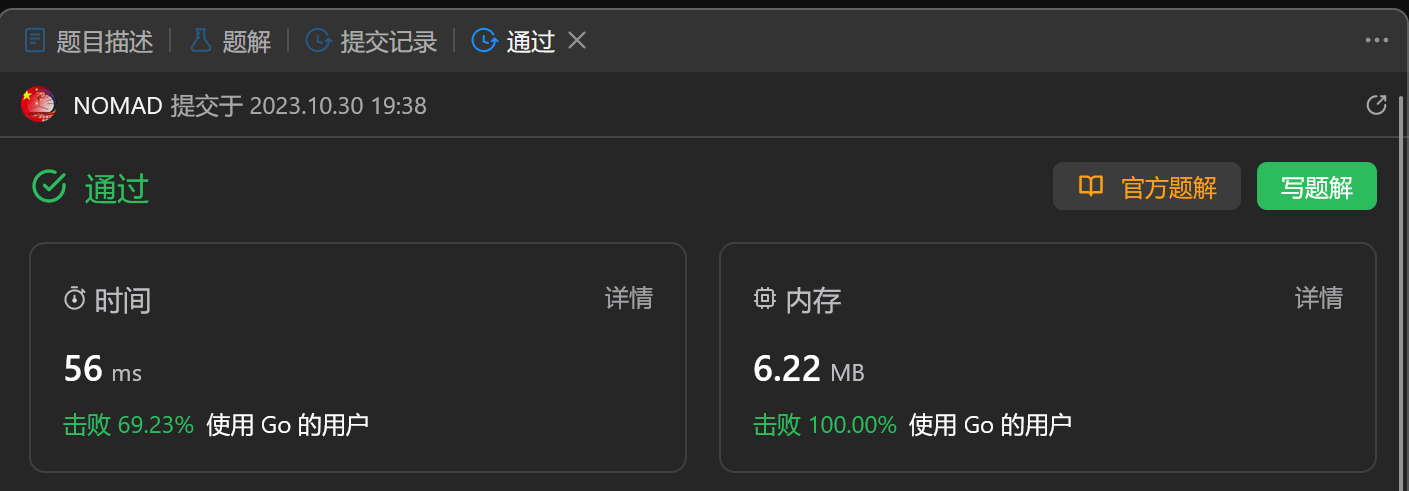 题目描述 题解 提交记录 通过
NOMAD 提交于 2023.10.30 19:38
通过 官方题解 写题解
时间 详情 内存 详情
56 ms 6.22 MB
击败 69.23% 使用 Go 的用户 击败 100.00% 使用 Go 的用户